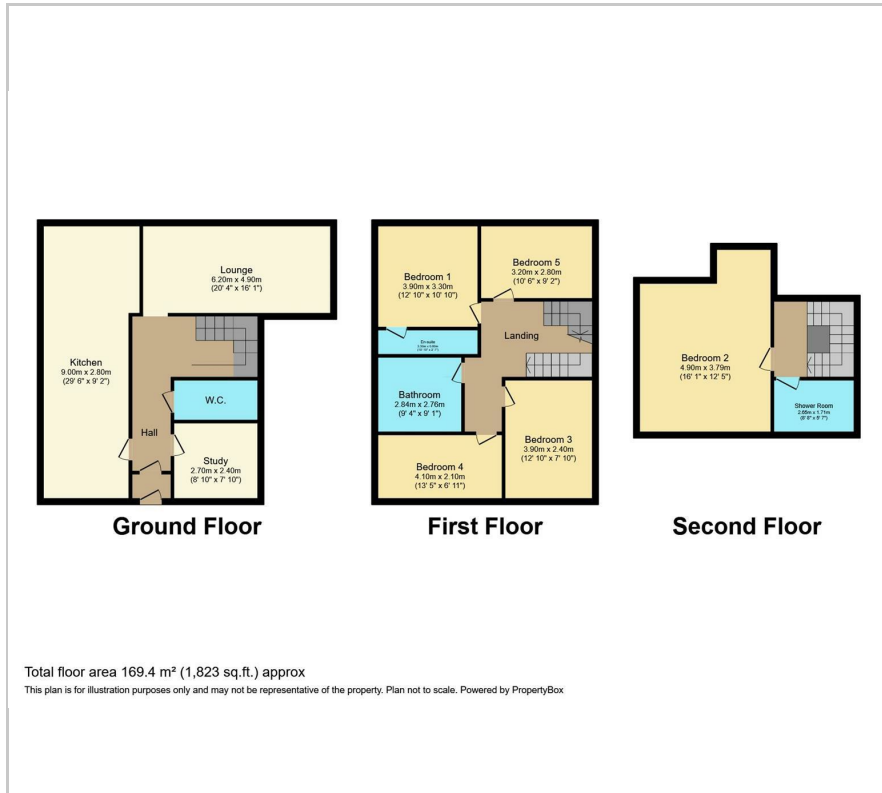 Lounge
6.20m x 4.90m
(20' 4" x 16' 1")
Kitchen
9.00m x 2.80m
(29' 6" x 9' 2")
W.C.
Hall
Study
2.70m x 2.40m
(8' 10" x 7' 10")
Ground Floor
Bedroom 1
3.90m x 3.30m
(12' 10" x 10' 10")
Bedroom 5
3.20m x 2.80m
(10' 6" x 9' 2")
En-suite
Landing
Bathroom
2.84m x 2.76m
(9' 4" x 9' 1")
Bedroom 3
3.90m x 2.40m
(12' 10" x 7' 10")
Bedroom 4
4.10m x 2.10m
(13' 5" x 6' 11")
First Floor
Bedroom 2
4.90m x 3.79m
(16' 1" x 12' 5")
Shower Room
x 1.71m
Second Floor
Total floor area 169.4 m² (1,823 sq.ft.) approx
This plan is for illustration purposes only and may not be representative of the property. Plan not to scale. Powered by PropertyBox